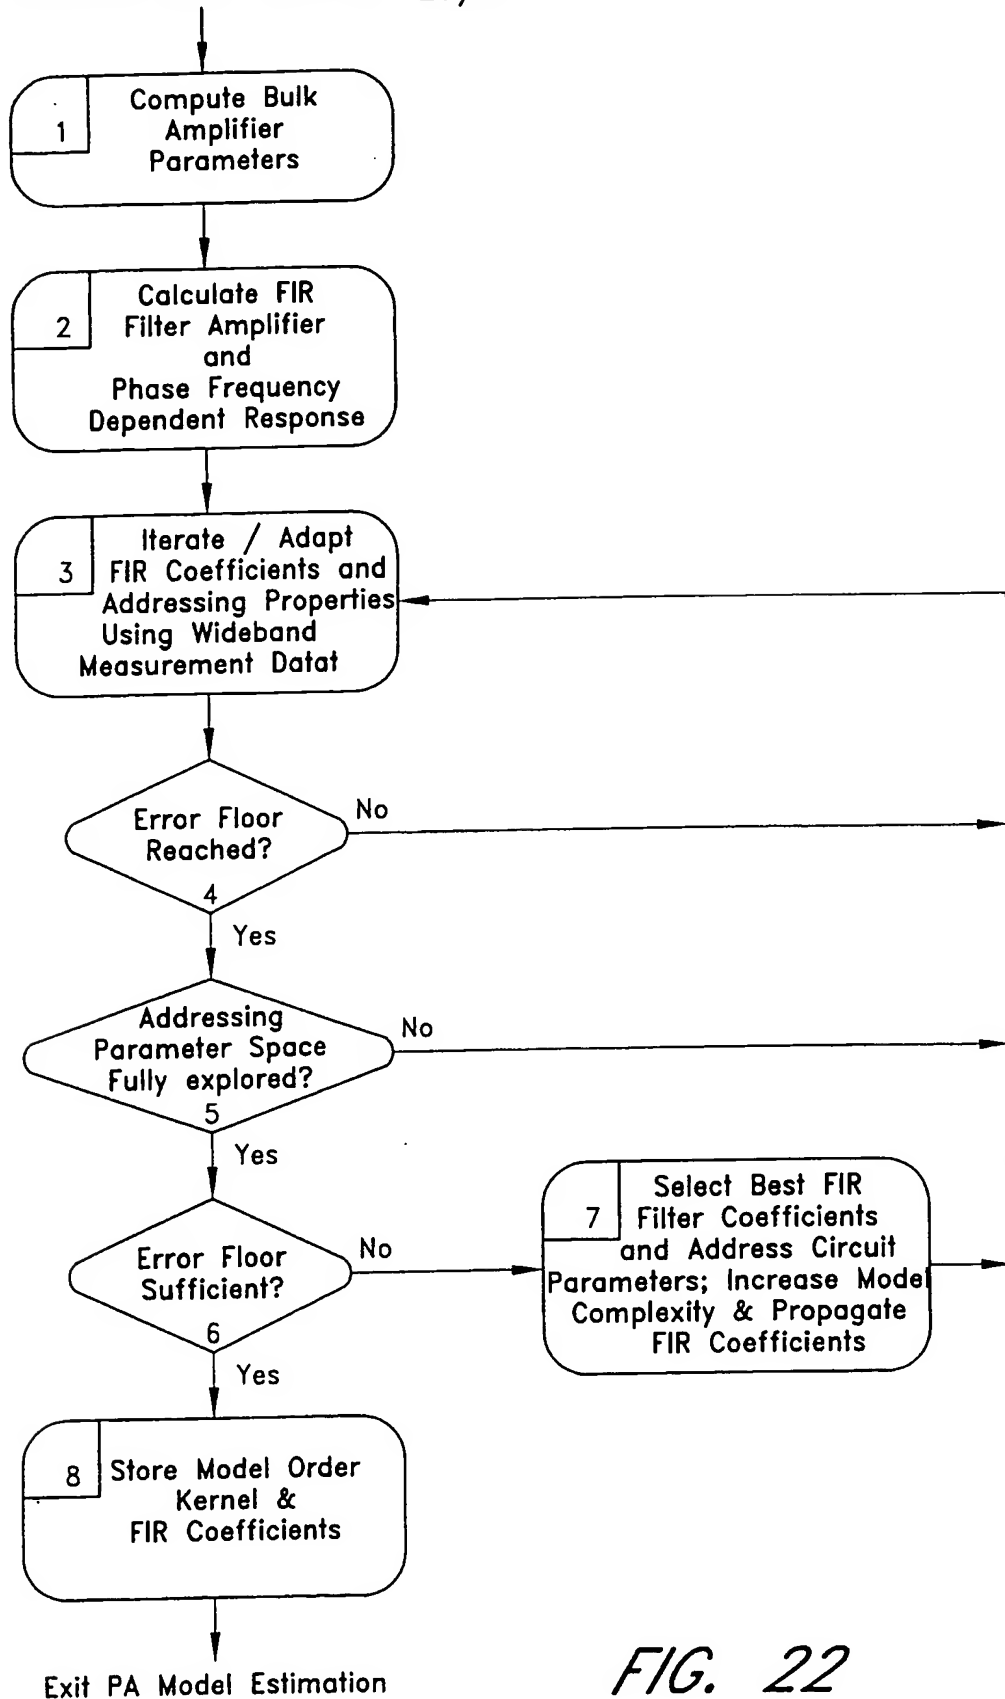 1
Compute Bulk
Amplifier
Parameters
2
Calculate FIR
Filter Amplifier
and
Phase Frequency
Dependent Response
3
Iterate / Adapt
FIR Coefficients and
Addressing Properties
Using Wideband
Measurement Datat
Error Floor
Reached?
4
No
Yes
Addressing
Parameter Space
Fully explored?
5
No
Yes
Error Floor
Sufficient?
6
No
Yes
7
Select Best FIR
Filter Coefficients
and Address Circuit
Parameters; Increase Model
Complexity & Propagate
FIR Coefficients
8
Store Model Order
Kernel &
FIR Coefficients
Exit PA Model Estimation
FIG. 22